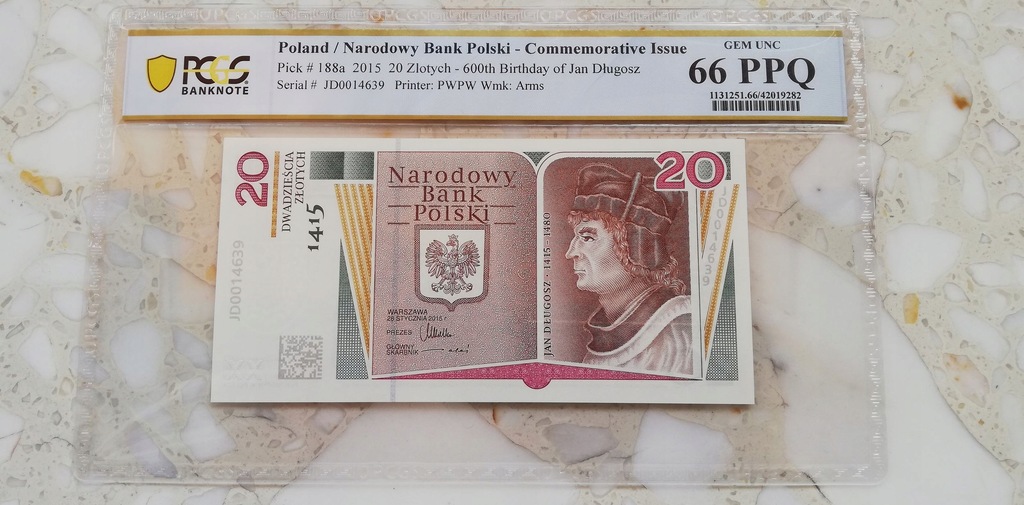 PCGS
BANKNOTE
Poland / Narodowy Bank Polski - Commemorative Issue
Pick # 188a 2015 20 Zlotych - 600th Birthday of Jan Długosz
Serial # JD0014639 Printer: PWPW Wmk: Arms
GEM UNC
66 PPQ
1131251.66/42019282
20
DWADZIEŚCIA
ZŁOTYCH
1415
JD0014639
Narodowy
Bank
Polski
WARSZAWA
28 STYCZNIA 2015 r.
PREZES
GŁÓWNY
SKARBNIK
JAN DŁUGOSZ · 1415-1480
20
JD0014639